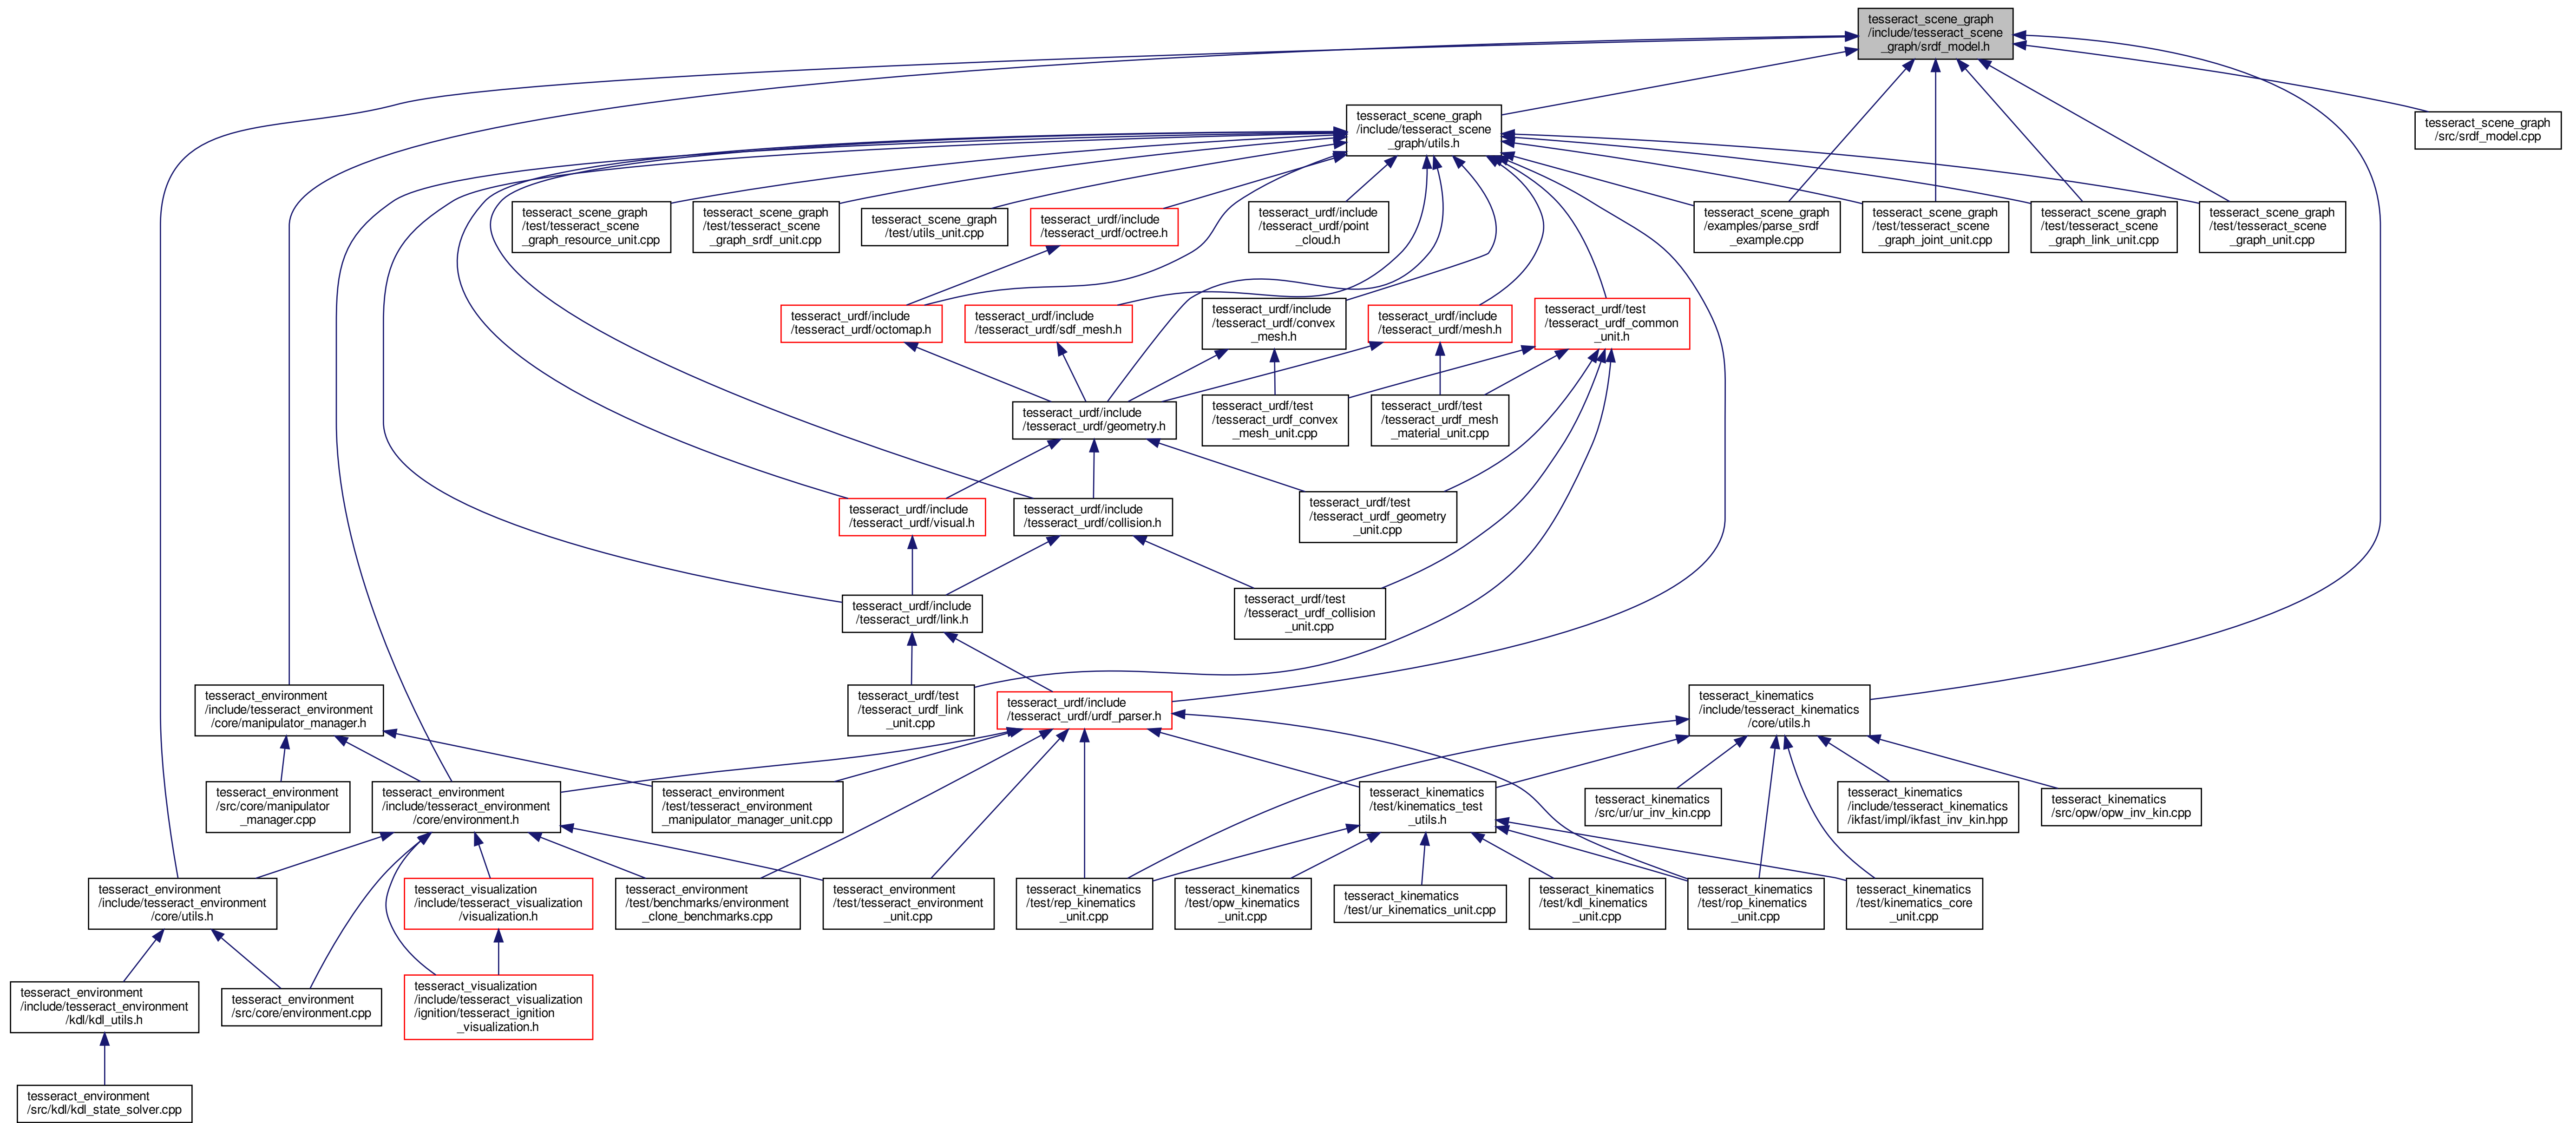 tesseract_scene_graph
/include/tesseract_scene
_graph/srdf_model.h
tesseract_scene_graph
/include/tesseract_scene
_graph/utils.h
tesseract_scene_graph
/src/srdf_model.cpp
tesseract_scene_graph
/test/tesseract_scene
_graph_resource_unit.cpp
tesseract_scene_graph
/test/tesseract_scene
_graph_srdf_unit.cpp
tesseract_scene_graph
/test/utils_unit.cpp
tesseract_urdf/include
/tesseract_urdf/octree.h
tesseract_urdf/include
/tesseract_urdf/point
_cloud.h
tesseract_scene_graph
/examples/parse_srdf
_example.cpp
tesseract_scene_graph
/test/tesseract_scene
_graph_joint_unit.cpp
tesseract_scene_graph
/test/tesseract_scene
_graph_link_unit.cpp
tesseract_scene_graph
/test/tesseract_scene
_graph_unit.cpp
tesseract_urdf/include
/tesseract_urdf/octomap.h
tesseract_urdf/include
/tesseract_urdf/sdf_mesh.h
tesseract_urdf/include
/tesseract_urdf/convex
_mesh.h
tesseract_urdf/include
/tesseract_urdf/mesh.h
tesseract_urdf/test
/tesseract_urdf_common
_unit.h
tesseract_urdf/include
/tesseract_urdf/geometry.h
tesseract_urdf/test
/tesseract_urdf_convex
_mesh_unit.cpp
tesseract_urdf/test
/tesseract_urdf_mesh
_material_unit.cpp
tesseract_urdf/include
/tesseract_urdf/visual.h
tesseract_urdf/include
/tesseract_urdf/collision.h
tesseract_urdf/test
/tesseract_urdf_geometry
_unit.cpp
tesseract_urdf/include
/tesseract_urdf/link.h
tesseract_urdf/test
/tesseract_urdf_collision
_unit.cpp
tesseract_environment
/include/tesseract_environment
/core/manipulator_manager.h
tesseract_urdf/test
/tesseract_urdf_link
_unit.cpp
tesseract_urdf/include
/tesseract_urdf/urdf_parser.h
tesseract_kinematics
/include/tesseract_kinematics
/core/utils.h
tesseract_environment
/src/core/manipulator
_manager.cpp
tesseract_environment
/include/tesseract_environment
/core/environment.h
tesseract_environment
/test/tesseract_environment
_manipulator_manager_unit.cpp
tesseract_kinematics
/test/kinematics_test
_utils.h
tesseract_kinematics
/src/ur/ur_inv_kin.cpp
tesseract_kinematics
/include/tesseract_kinematics
/ikfast/impl/ikfast_inv_kin.hpp
tesseract_kinematics
/src/opw/opw_inv_kin.cpp
tesseract_environment
/include/tesseract_environment
/core/utils.h
tesseract_visualization
/include/tesseract_visualization
/visualization.h
tesseract_environment
/test/benchmarks/environment
_clone_benchmarks.cpp
tesseract_environment
/test/tesseract_environment
_unit.cpp
tesseract_kinematics
/test/rep_kinematics
_unit.cpp
tesseract_kinematics
/test/opw_kinematics
_unit.cpp
tesseract_kinematics
/test/ur_kinematics_unit.cpp
tesseract_kinematics
/test/kdl_kinematics
_unit.cpp
tesseract_kinematics
/test/rop_kinematics
_unit.cpp
tesseract_kinematics
/test/kinematics_core
_unit.cpp
tesseract_environment
/include/tesseract_environment
/kdl/kdl_utils.h
tesseract_environment
/src/core/environment.cpp
tesseract_visualization
/include/tesseract_visualization
/ignition/tesseract_ignition
_visualization.h
tesseract_environment
/src/kdl/kdl_state_solver.cpp